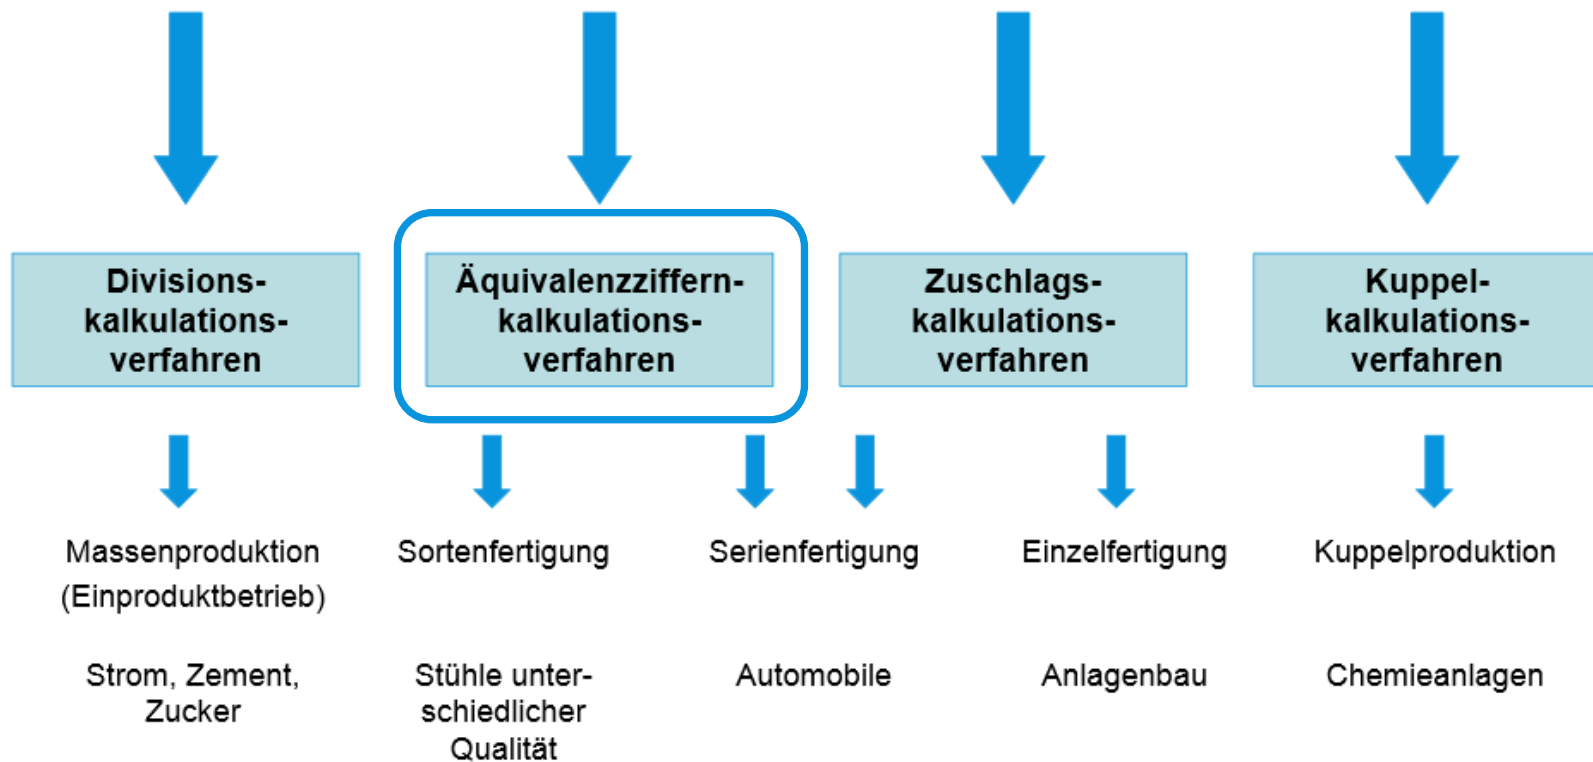 Divisions-
kalkulations-
verfahren
Äquivalenzziffern-
kalkulations-
verfahren
Zuschlags-
kalkulations-
verfahren
Kuppel-
kalkulations-
verfahren
Massenproduktion
(Einproduktbetrieb)
Sortenfertigung
Serienfertigung
Einzelfertigung
Kuppelproduktion
Strom, Zement,
Zucker
Stühle unter-
schiedlicher
Qualität
Automobile
Anlagenbau
Chemieanlagen